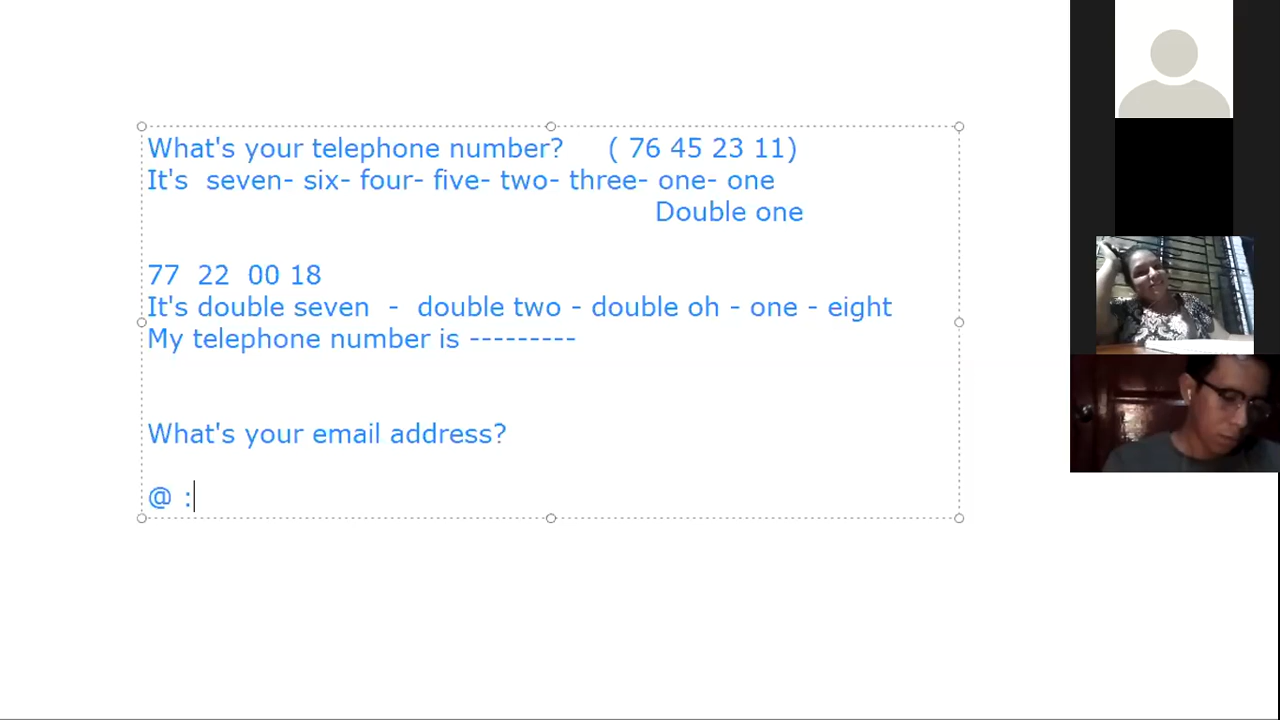 What's your telephone number? ( 76 45 23 11)
It's seven- six- four- five- two- three- one- one
Double one
77 22 00 18
It's double seven - double two - double oh - one - eight
My telephone number is ---------
What's your email address?
@ :